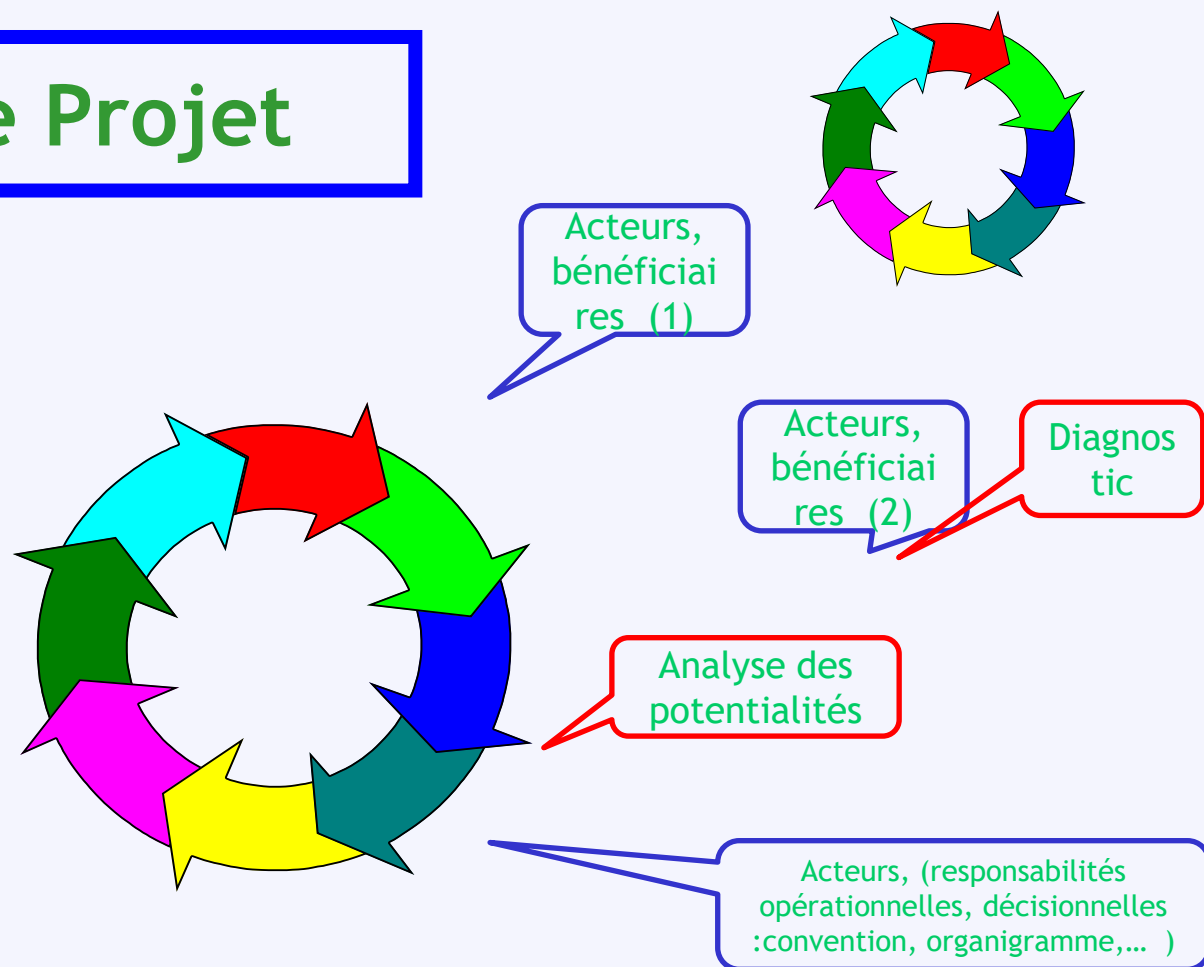 e Projet
Acteurs,
bénéficiai
res (1)
Acteurs,
bénéficiai
res (2)
Diagnos
tic
Analyse des
potentialités
Acteurs, (responsabilités
opérationnelles, décisionnelles
:convention, organigramme,... )